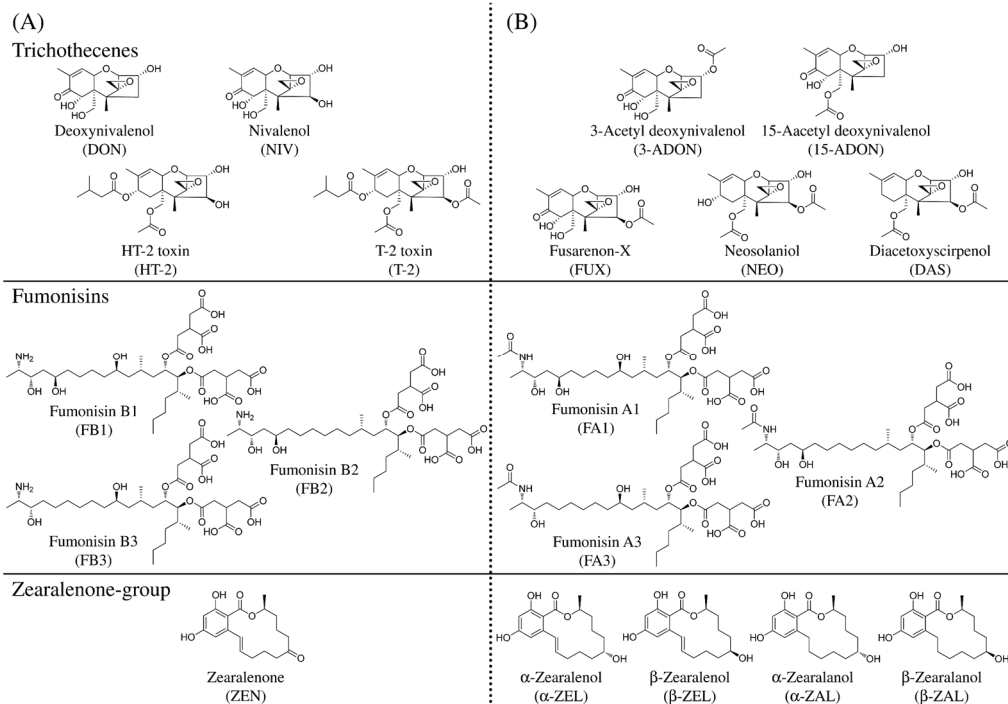 (A)
Trichothecenes
Deoxynivalenol
(DON)
Nivalenol
(NIV)
HT-2 toxin
(HT-2)
T-2 toxin
(T-2)
(B)
3-Acetyl deoxynivalenol
(3-ADON)
15-Aacetyl deoxynivalenol
(15-ADON)
Fusarenon-X
(FUX)
Neosolaniol
(NEO)
Diacetoxyscirpenol
(DAS)
Fumonisins
Fumonisin B1
(FB1)
Fumonisin B2
(FB2)
Fumonisin B3
(FB3)
Fumonisin A1
(FA1)
Fumonisin A2
(FA2)
Fumonisin A3
(FA3)
Zearalenone-group
Zearalenone
(ZEN)
α-Zearalenol
(α-ZEL)
β-Zearalenol
(β-ZEL)
α-Zearalanol
(α-ZAL)
β-Zearalanol
(β-ZAL)